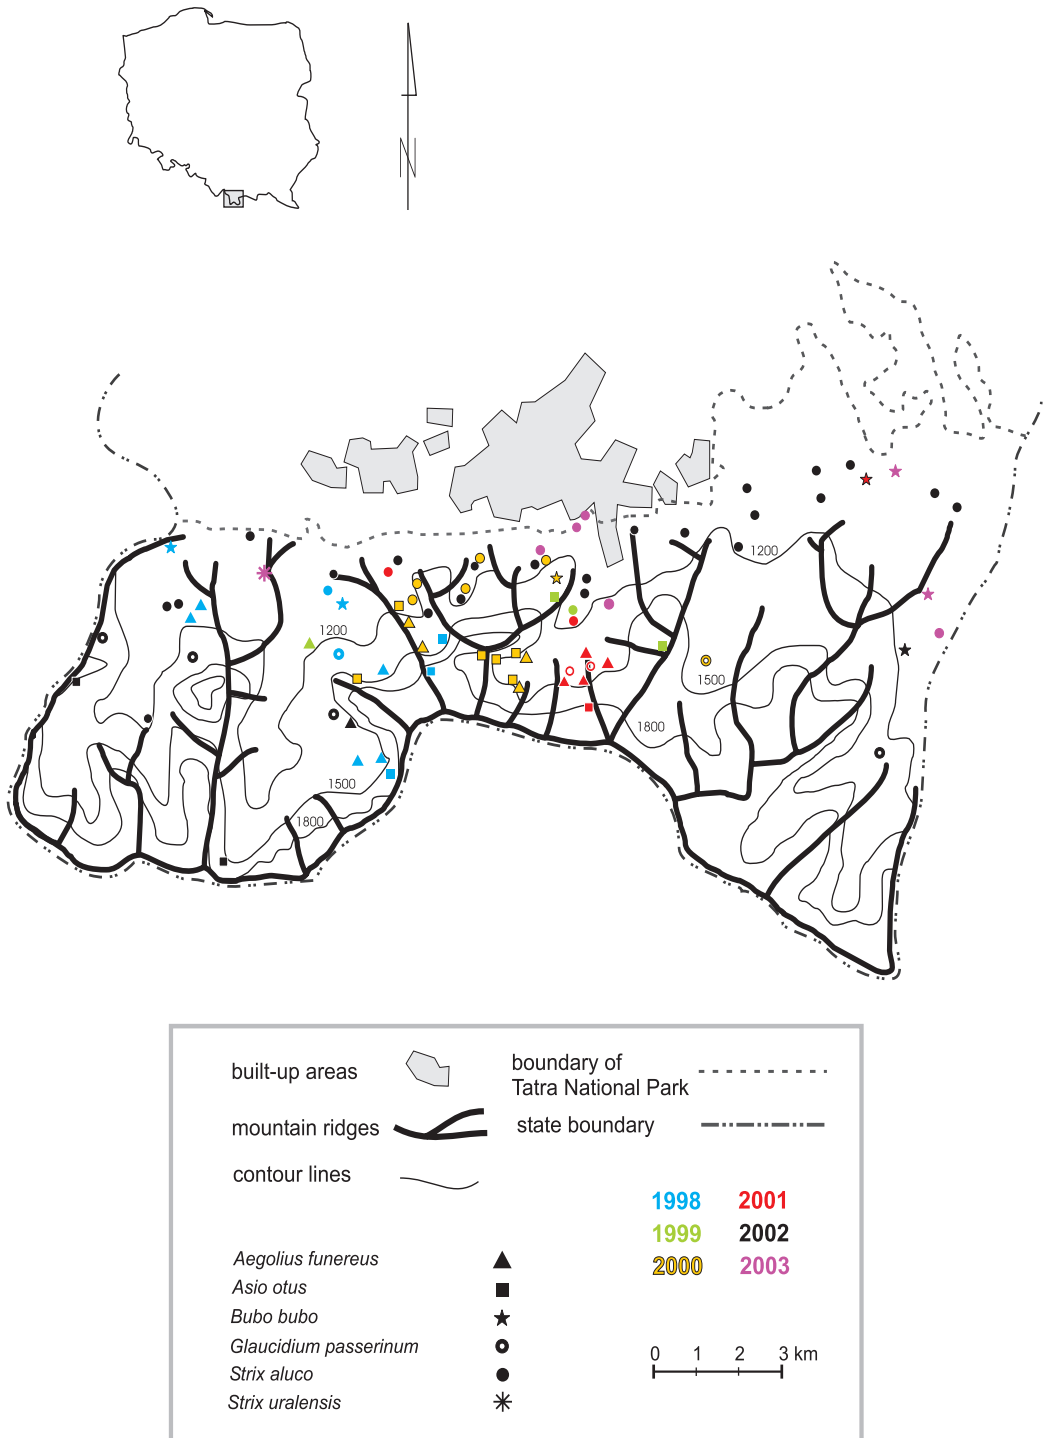 N
1200
1200
1500
1800
1500
1800
built-up areas
boundary of
Tatra National Park
mountain ridges
state boundary
contour lines
1998 2001
1999 2002
2000 2003
Aegolius funereus
Asio otus
Bubo bubo
Glaucidium passerinum
Strix aluco
Strix uralensis
0 1 2 3 km